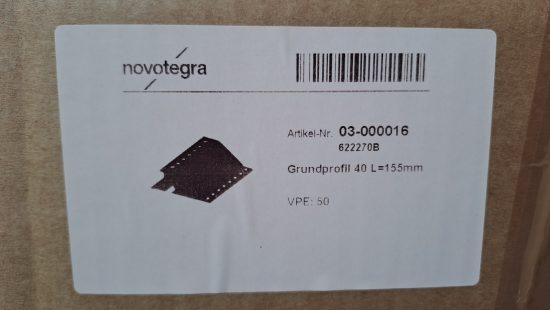 novotegra
Artikel-Nr. 03-000016
622270B
Grundprofil 40 L=155mm
VPE: 50